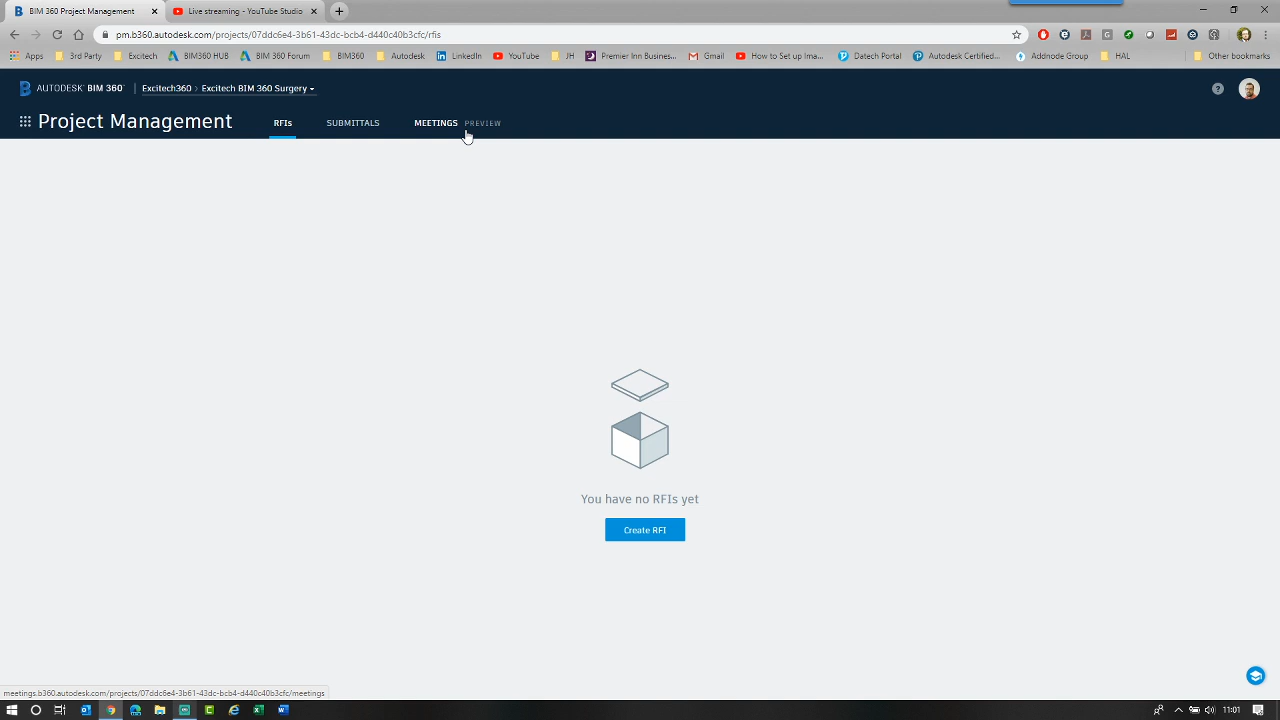 BIM 360 Project Management
Live streaming - YouTube Studio
pm.b360.autodesk.com/projects/07ddc6e4-3b61-43dc-bcb4-d440c40b3cfc/rfis
Apps 3rd Party Excitech BIM360 HUB BIM360 Forum BIM360 Autodesk LinkedIn YouTube JH Premier Inn Busines... Gmail How to Set up Ima... Datech Portal Autodesk Certified... Addnode Group HAL Other bookmarks
AUTODESK® BIM 360™ Excitech360 > Excitech BIM 360 Surgery
Project Management RFIs SUBMITTALS MEETINGS PREVIEW
You have no RFIs yet
Create RFI
meetings.b360.autodesk.com/projects/07ddc6e4-3b61-43dc-bcb4-d440c40b3cfc/meetings
11:01